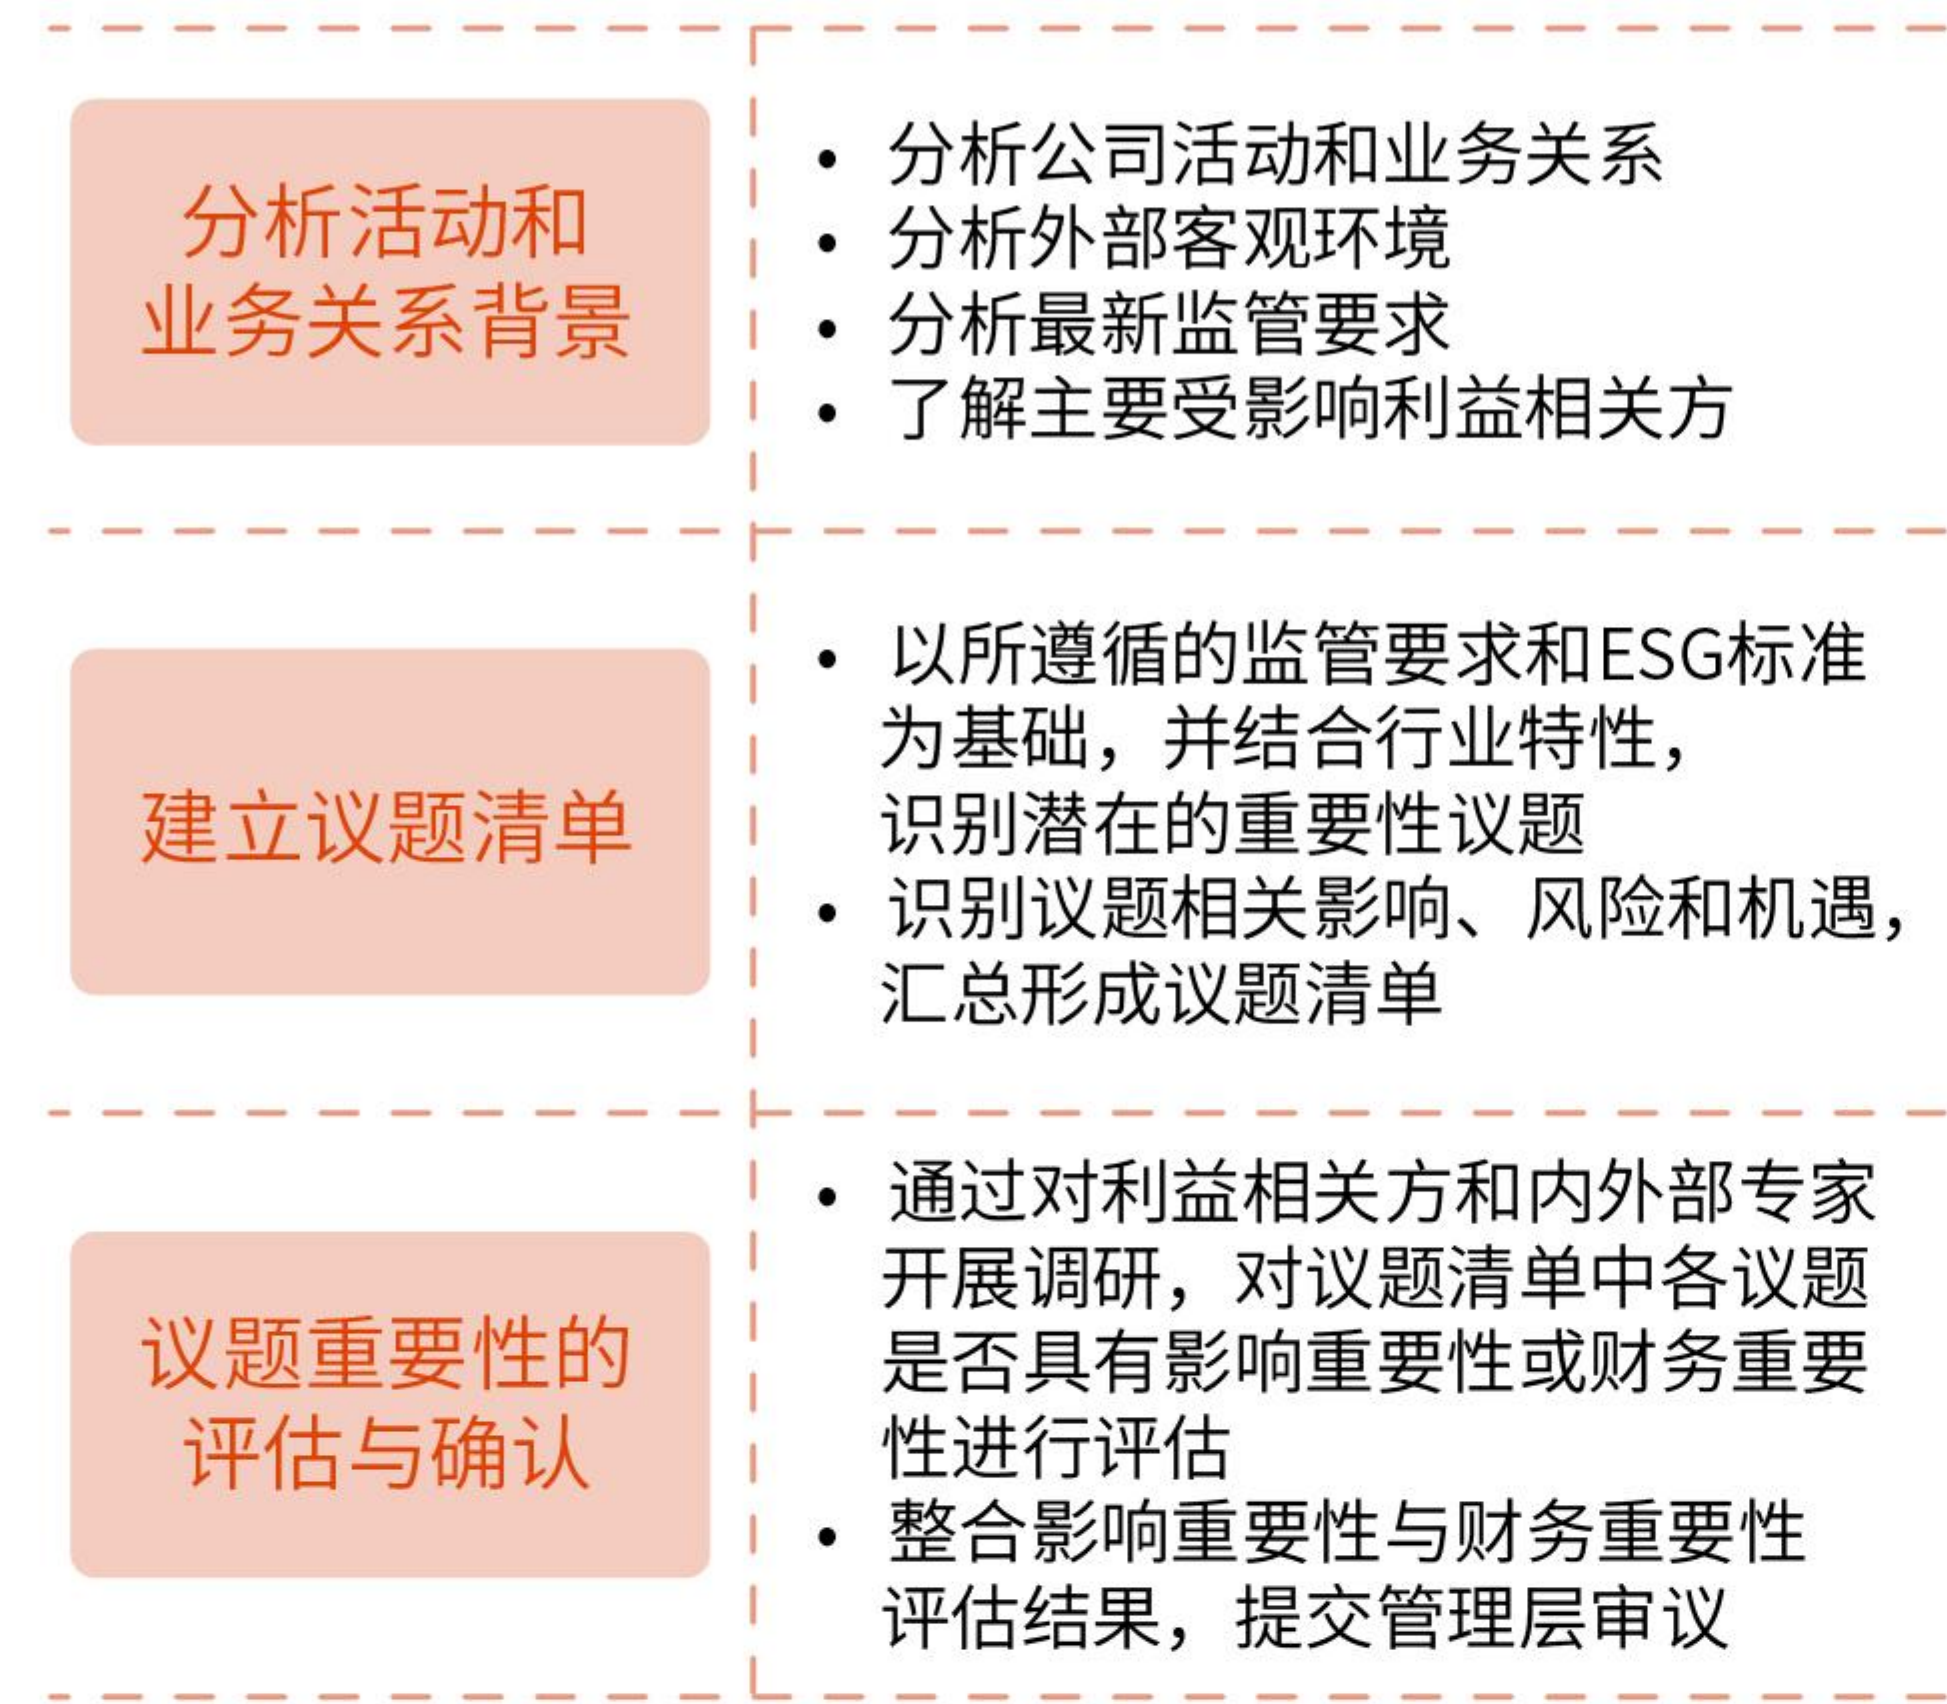 分析活动和
业务关系背景
• 分析公司活动和业务关系
• 分析外部客观环境
• 分析最新监管要求
• 了解主要受影响利益相关方
建立议题清单
• 以所遵循的监管要求和ESG标准
为基础，并结合行业特性，
识别潜在的重要性议题
• 识别议题相关影响、风险和机遇，
汇总形成议题清单
议题重要性的
评估与确认
• 通过对利益相关方和内外部专家
开展调研，对议题清单中各议题
是否具有影响重要性或财务重要
性进行评估
• 整合影响重要性与财务重要性
评估结果，提交管理层审议